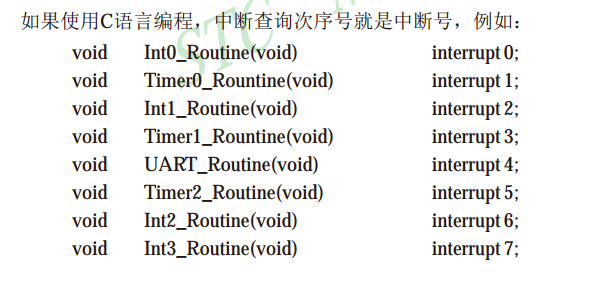 如果使用C语言编程，中断查询次序号就是中断号，例如：
void Int0_Routine(void) interrupt 0;
void Timer0_Rountine(void) interrupt 1;
void Int1_Routine(void) interrupt 2;
void Timer1_Rountine(void) interrupt 3;
void UART_Routine(void) interrupt 4;
void Timer2_Routine(void) interrupt 5;
void Int2_Routine(void) interrupt 6;
void Int3_Routine(void) interrupt 7;
STC